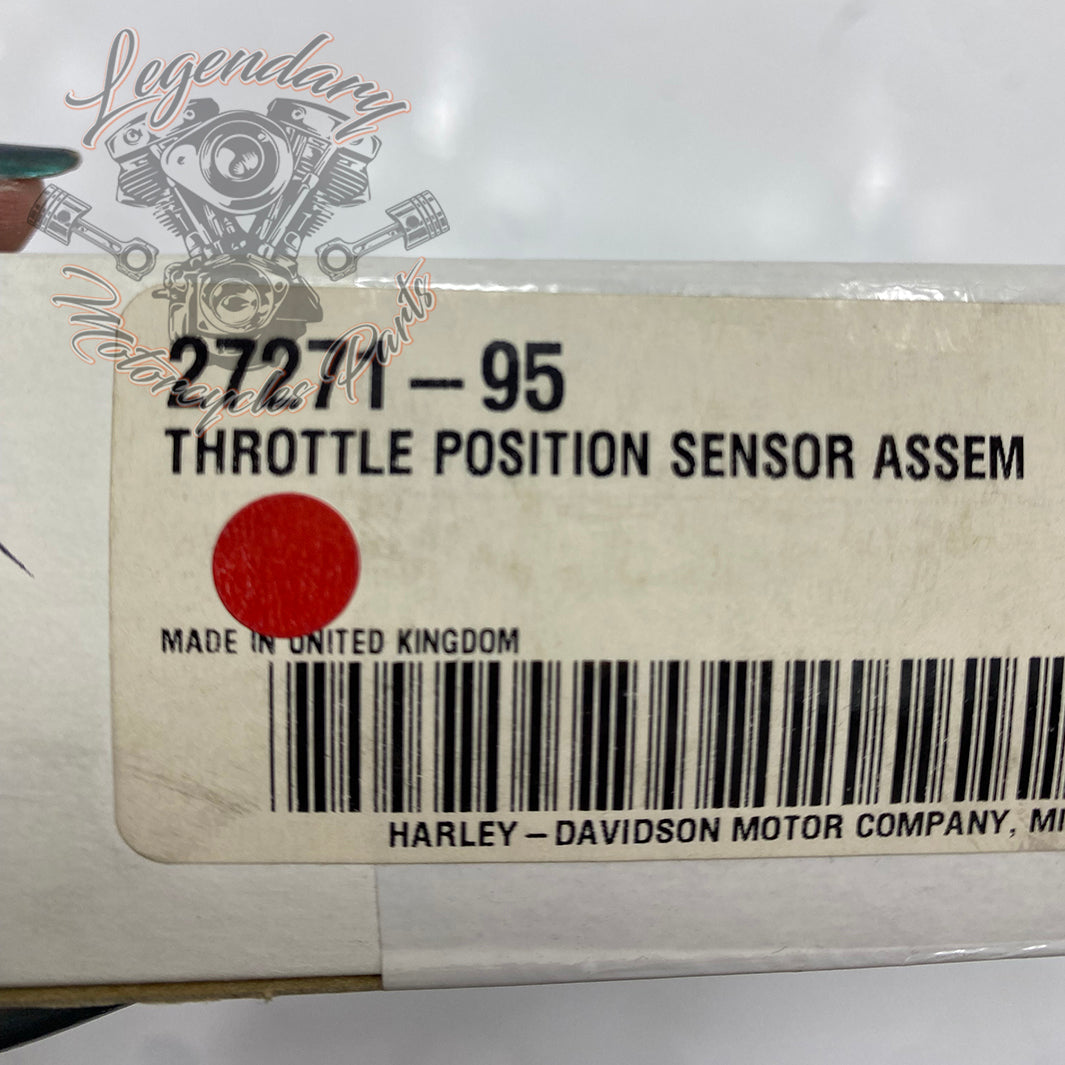 Legendary
Motorcycles Parts
27271-95
THROTTLE POSITION SENSOR ASSEM
MADE IN UNITED KINGDOM
HARLEY-DAVIDSON MOTOR COMPANY,